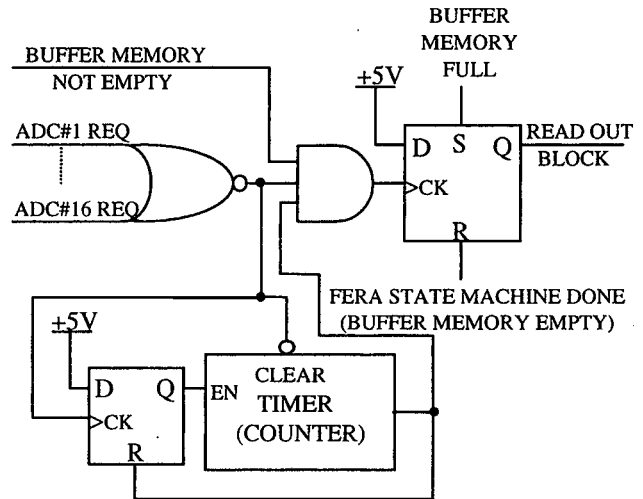 BUFFER
MEMORY
FULL
BUFFER MEMORY
NOT EMPTY
+5V
ADC#1 REQ
ADC#16 REQ
D S Q
CK
R
READ OUT
BLOCK
FERA STATE MACHINE DONE
(BUFFER MEMORY EMPTY)
+5V
D Q
CK
R
EN
CLEAR
TIMER
(COUNTER)